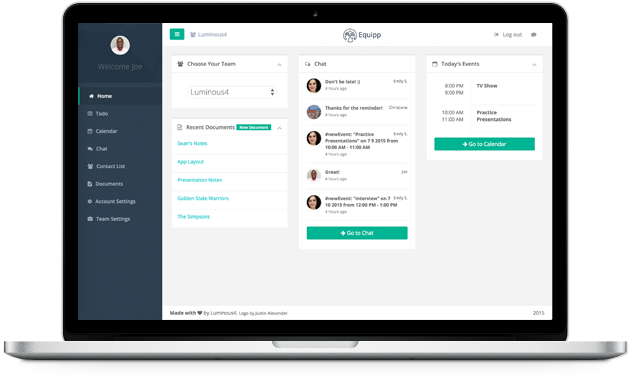 Luminous4
Equipp
Log out
Welcome Joe
Home
Todo
Calendar
Chat
Contact List
Documents
Account Settings
Team Settings
Choose Your Team
Luminous4
Recent Documents New Document
Sean's Notes
App Layout
Presentation Notes
Golden State Warriors
The Simpsons
Chat
Don't be late! :) Emily S.
4 hours ago
Thanks for the reminder! Christiane
4 hours ago
#newEvent: "Practice Emily S.
Presentations" on 7 9 2015 from
10:00 AM - 11:00 AM
4 hours ago
Great! Joe
4 hours ago
#newEvent: "Interview" on 7 Emily S.
10 2015 from 12:00 PM - 1:00 PM
4 hours ago
Go to Chat
Today's Events
8:00 PM TV Show
9:00 PM
10:00 AM Practice
11:00 AM Presentations
Go to Calendar
Made with by Luminous4. Logo by Justin Alexander.
2015